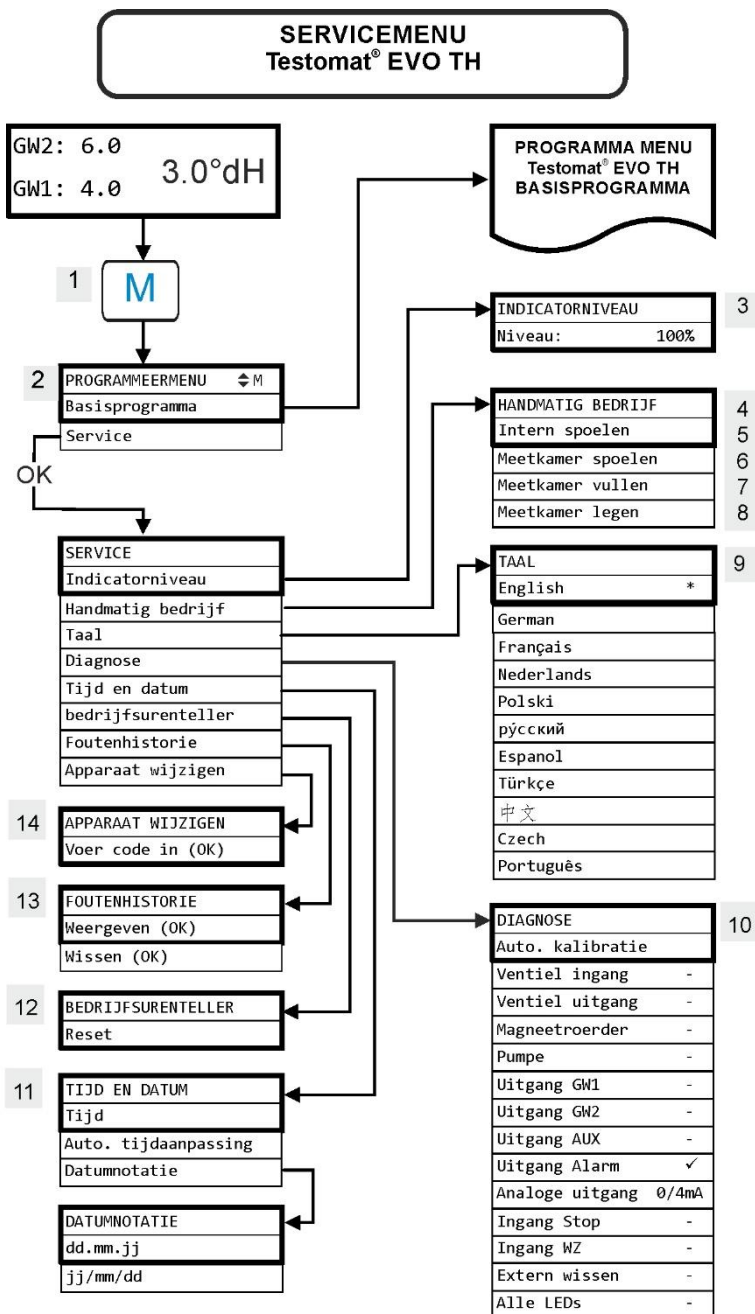 SERVICEMENU
Testomat® EVO TH
GW2: 6.0
GW1: 4.0
3.0°dH
PROGRAMMA MENU
Testomat® EVO TH
BASISPROGRAMMA
1
M
2
PROGRAMMEERMENU M
Basisprogramma
Service
OK
SERVICE
Indicatorniveau
Handmatig bedrijf
Taal
Diagnose
Tijd en datum
bedrijfsurenteller
Foutenhistorie
Apparaat wijzigen
INDICATORNIVEAU 3
Niveau: 100%
HANDMATIG BEDRIJF 4
Intern spoelen 5
Meetkamer spoelen 6
Meetkamer vullen 7
Meetkamer legen 8
TAAL 9
English *
German
Français
Nederlands
Polski
рýсский
Espanol
Türkçe
中文
Czech
Português
DIAGNOSE 10
Auto. kalibratie
Ventiel ingang -
Ventiel uitgang -
Magneetroerder -
Pumpe -
Uitgang GW1 -
Uitgang GW2 -
Uitgang AUX -
Uitgang Alarm ✓
Analoge uitgang 0/4mA
Ingang Stop -
Ingang WZ -
Extern wissen -
Alle LEDs -
14
APPARAAT WIJZIGEN
Voer code in (OK)
13
FOUTENHISTORIE
Weergeven (OK)
Wissen (OK)
12
BEDRIJFSURENTELLER
Reset
11
TIJD EN DATUM
Tijd
Auto. tijdaanpassing
Datumnotatie
DATUMNOTATIE
dd.mm.jj
jj/mm/dd